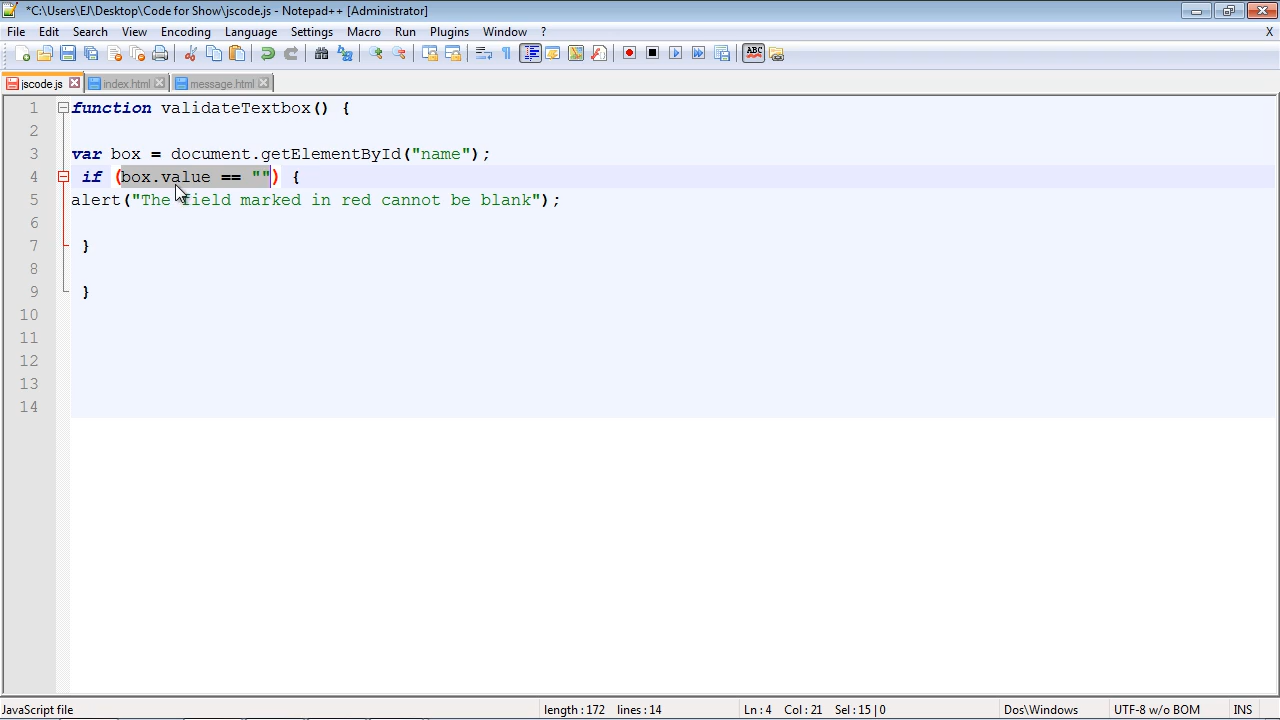 *C:\Users\EJ\Desktop\Code for Show\jscode.js - Notepad++ [Administrator]
File Edit Search View Encoding Language Settings Macro Run Plugins Window ? X
ABC
jscode.js index.html message.html
1 function validateTextbox() {
2
3 var box = document.getElementById("name");
4 if (box.value == "") {
5 alert("The field marked in red cannot be blank");
6
7 }
8
9 }
10
11
12
13
14
JavaScript file length : 172 lines : 14 Ln : 4 Col : 21 Sel : 15 | 0 Dos\Windows UTF-8 w/o BOM INS